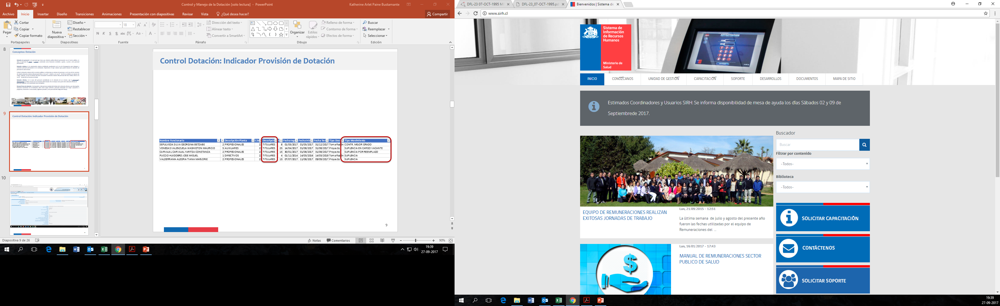 Control y Manejo de la Dotación [solo lectura] - PowerPoint
Katherine Arlet Paine Bustamante
Archivo Inicio Insertar Diseño Transiciones Animaciones Presentación con diapositivas Revisar Vista ¿Qué desea hacer? Compartir
Pegar
Cortar
Copiar
Copiar formato
Portapapeles
Nueva diapositiva
Diseño
Restablecer
Sección
Diapositivas
18
N K S S abc AV Aa A
Fuente
Dirección del texto
Alinear texto
Convertir a SmartArt
Párrafo
Organizar
Estilos rápidos
Relleno de forma
Contorno de forma
Efectos de forma
Dibujo
Buscar
Reemplazar
Seleccionar
Edición
8
Conceptos: Dotación
9
Control Dotación: Indicador Provisión de Dotación
10
Control Dotación: Indicador Provisión de Dotación
Nombre Funcionario Descripción Planta Có Descripci Fecha Ing Fecha Inic Fecha Ter Tipo Doc Tipo Movimiento
SEPULVEDA SILVA GEORGINA BETZABE 2 PROFESIONALES 21 TITULARES 8 01/05/2017 01/05/2017 31/12/2017 Toma Razón CONTR. MEJOR GRADO
VENEGAS VALENZUELA WASHIGTON MAURICIO 5 AUXILIARES 21 TITULARES 25 14/04/2017 01/08/2017 31/08/2017 Proyecto SUPLENCIA EN CARGO VACANTE
CARVAJAL CARVAJAL YARITZA CONSTANZA 2 PROFESIONALES 21 TITULARES 15 30/01/2017 01/08/2017 31/08/2017 Proyecto SUPLENCIA POR REEMPLAZO
PUCCIO HUIDOBRO JOSE MIGUEL 1 DIRECTIVOS 21 TITULARES 4 01/11/2014 14/03/2016 14/03/2019 Toma Razón SUPLENCIA
VALDERRAMA ALEGRIA TIANA MARJORIE 2 PROFESIONALES 21 TITULARES 13 07/07/2017 11/08/2017 09/09/2017 Proyecto SUPLENCIA
9
Diapositiva 9 de 26
Notas Comentarios 90%
19:39
27-09-2017
DFL-23 07-OCT-1995 MI
DFL-23_07-OCT-1995.pd
Bienvenidos | Sistema de
www.sirh.cl
Sistema de
Información
de Recursos
Humanos
Ministerio de
Salud
AUTOATENCION
INICIO CONOZCANOS UNIDAD DE GESTION CAPACITACION SOPORTE DESARROLLOS DOCUMENTOS MAPA DE SITIO
Estimados Coordinadores y Usuarios SIRH: Se informa disponibilidad de mesa de ayuda los días Sábados 02 y 09 de
Septiembrede 2017.
EQUIPO DE REMUNERACIONES REALIZAN
EXITOSAS JORNADAS DE TRABAJO
Lun, 21/09/2015 - 12:51
La última semana de julio y agosto del presente año
fueron las fechas utilizadas por el equipo de
Remuneraciones del ...
Lun, 16/01/2017 - 17:43
MANUAL DE REMUNERACIONES SECTOR
PUBLICO DE SALUD
Buscador
Buscar
Filtrar por contenido
-Todos-
Biblioteca
-Todos-
SOLICITAR CAPACITACIÓN
CONTÁCTENOS
SOLICITAR SOPORTE
19:39
27-09-2017